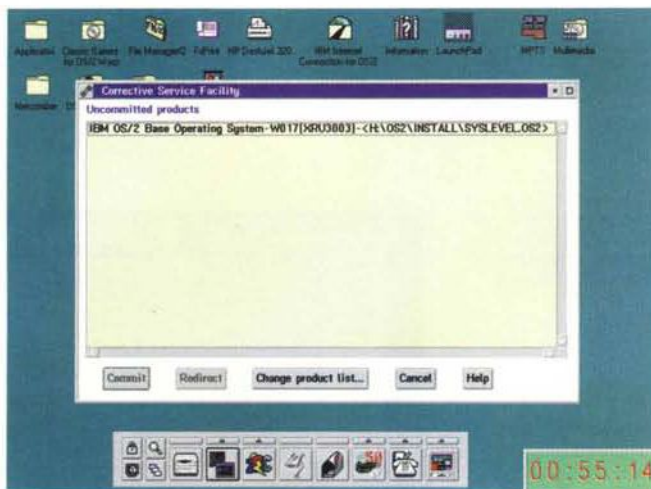 Classic Games for OS/2 Warp
File Manager/2
FxPrint
HP DeskJet 320
IBM Internet Connection for OS/2
Information
LaunchPad
MPTS
Multimedia
Corrective Service Facility
Uncommitted products
IBM OS/2 Base Operating System-W017[XRU3003]-<H:\OS2\INSTALL\SYSLEVEL.OS2>
Commit
Redirect
Change product list...
Cancel
Help
00:55:14